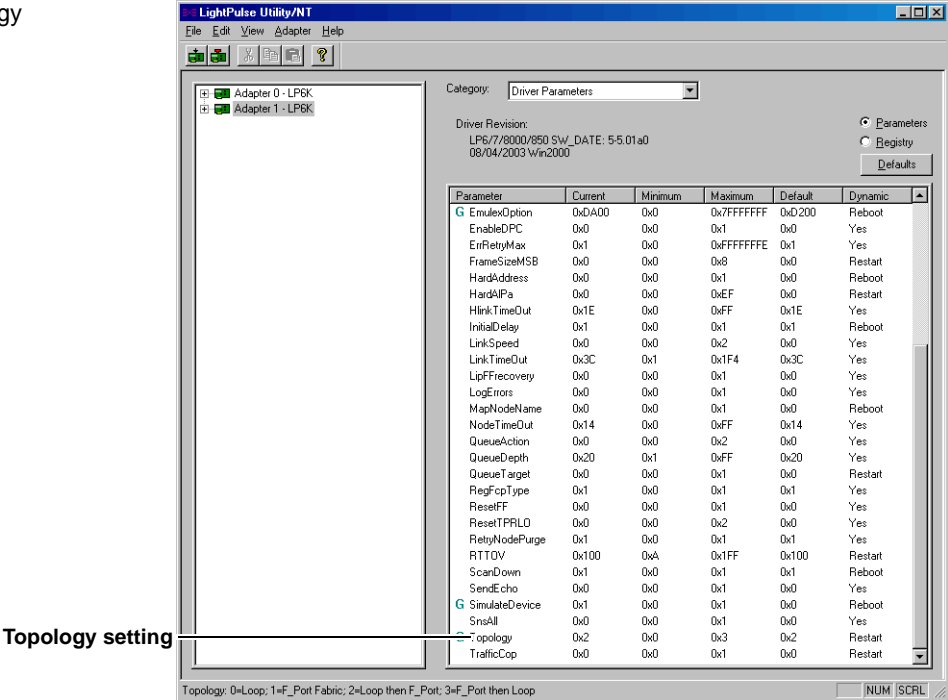 gy
LightPulse Utility/NT
File Edit View Adapter Help
Adapter 0 - LP6K
Adapter 1 - LP6K
Category: Driver Parameters
Driver Revision:
LP6/7/8000/850 SW_DATE: 5-5.01a0
08/04/2003 Win2000
Parameters
Registry
Defaults
Parameter Current Minimum Maximum Default Dynamic
G EmulexOption 0xDA00 0x0 0x7FFFFFFF 0xD200 Reboot
EnableDPC 0x0 0x0 0x1 0x0 Yes
ErrRetryMax 0x1 0x0 0xFFFFFFFE 0x1 Yes
FrameSizeMSB 0x0 0x0 0x8 0x0 Restart
HardAddress 0x0 0x0 0x1 0x0 Reboot
HardAlPa 0x0 0x0 0xEF 0x0 Restart
HlinkTimeOut 0x1E 0x0 0xFF 0x1E Yes
InitialDelay 0x1 0x0 0x1 0x1 Reboot
LinkSpeed 0x0 0x0 0x2 0x0 Yes
LinkTimeOut 0x3C 0x1 0x1F4 0x3C Yes
LipFFrecovery 0x0 0x0 0x1 0x0 Yes
LogErrors 0x0 0x0 0x1 0x0 Yes
MapNodeName 0x0 0x0 0x1 0x0 Reboot
NodeTimeOut 0x14 0x0 0xFF 0x14 Yes
QueueAction 0x0 0x0 0x2 0x0 Yes
QueueDepth 0x20 0x1 0xFF 0x20 Yes
QueueTarget 0x0 0x0 0x1 0x0 Restart
RegFcpType 0x1 0x0 0x1 0x1 Yes
ResetFF 0x0 0x0 0x1 0x0 Yes
ResetTPRLO 0x0 0x0 0x2 0x0 Yes
RetryNodePurge 0x1 0x0 0x1 0x1 Yes
RTTOV 0x100 0xA 0x1FF 0x100 Restart
ScanDown 0x1 0x0 0x1 0x1 Reboot
SendEcho 0x0 0x0 0x1 0x0 Yes
G SimulateDevice 0x1 0x0 0x1 0x0 Reboot
SnsAll 0x0 0x0 0x1 0x0 Yes
Topology setting
G Topology 0x2 0x0 0x3 0x2 Restart
TrafficCop 0x0 0x0 0x1 0x0 Restart
Topology: 0=Loop; 1=F_Port Fabric; 2=Loop then F_Port; 3=F_Port then Loop
NUM SCRL